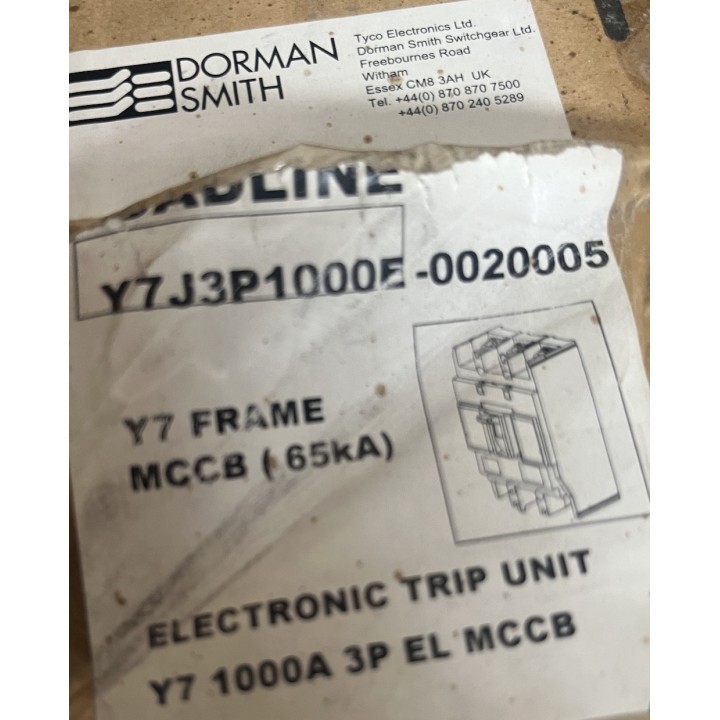 DORMAN
SMITH
Tyco Electronics Ltd.
Dorman Smith Switchgear Ltd.
Freebournes Road
Witham
Essex CM8 3AH UK
Tel. +44(0) 870 870 7500
+44(0) 870 240 5289
Y7J3P1000E-0020005
Y7 FRAME
MCCB ( 65kA)
ELECTRONIC TRIP UNIT
Y7 1000A 3P EL MCCB